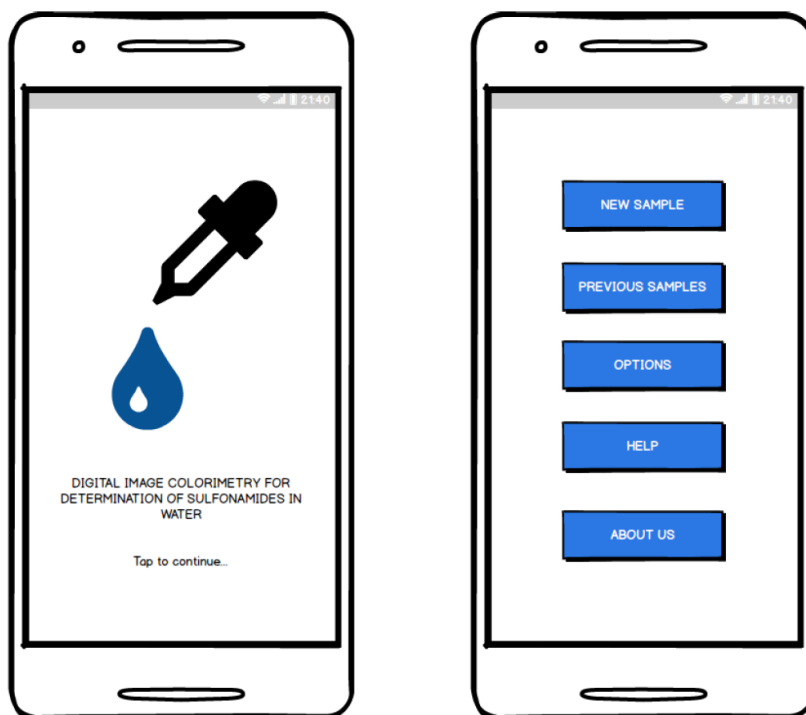 21:40
DIGITAL IMAGE COLORIMETRY FOR
DETERMINATION OF SULFONAMIDES IN
WATER
Tap to continue...
21:40
NEW SAMPLE
PREVIOUS SAMPLES
OPTIONS
HELP
ABOUT US